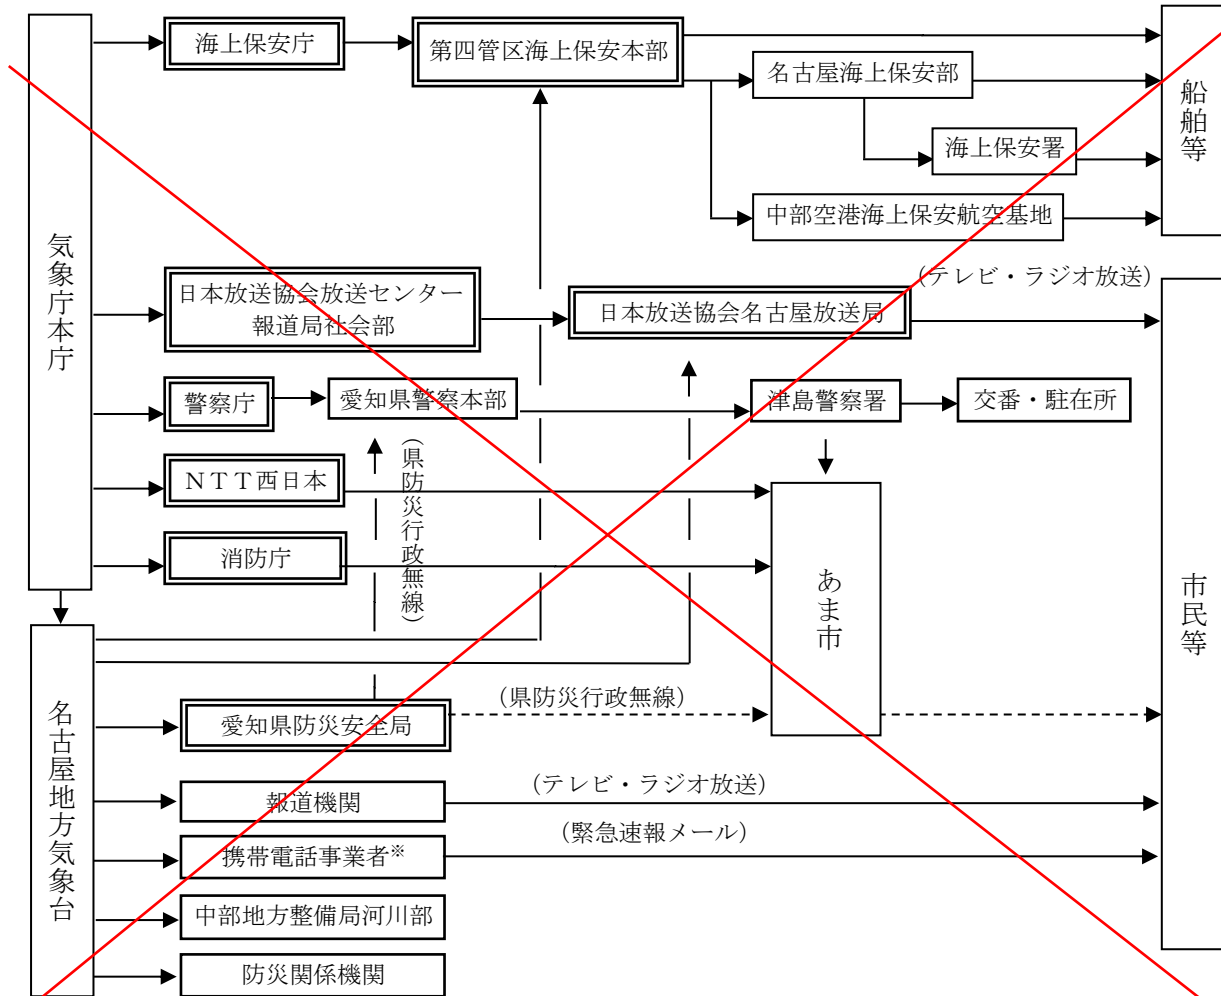 海上保安庁
第四管区海上保安本部
名古屋海上保安部
海上保安署
中部空港海上保安航空基地
船舶等
気象庁本庁
日本放送協会放送センター
報道局社会部
日本放送協会名古屋放送局
(テレビ・ラジオ放送)
警察庁
愛知県警察本部
津島警察署
交番・駐在所
(県防災行政無線)
NTT西日本
消防庁
あま市
市民等
名古屋地方気象台
愛知県防災安全局
(県防災行政無線)
報道機関
(テレビ・ラジオ放送)
携帯電話事業者※
(緊急速報メール)
中部地方整備局河川部
防災関係機関